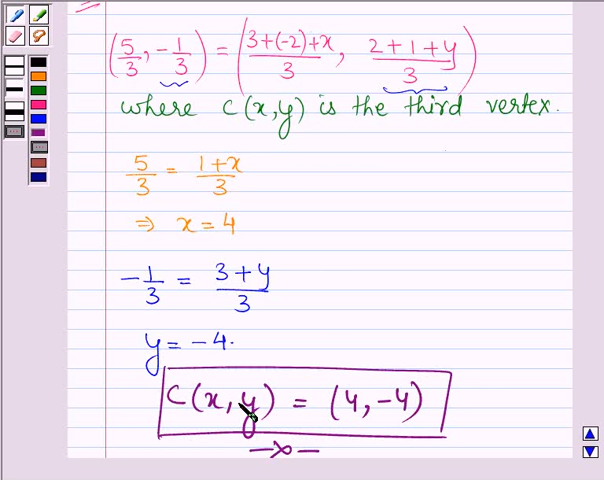 (5/3, -1/3) = (3+(-2)+x/3, 2+1+y/3)
where C(x,y) is the third vertex.
5/3 = 1+x/3
⇒ x = 4
-1/3 = 3+y/3
y = -4.
C(x,y) = (4,-4)